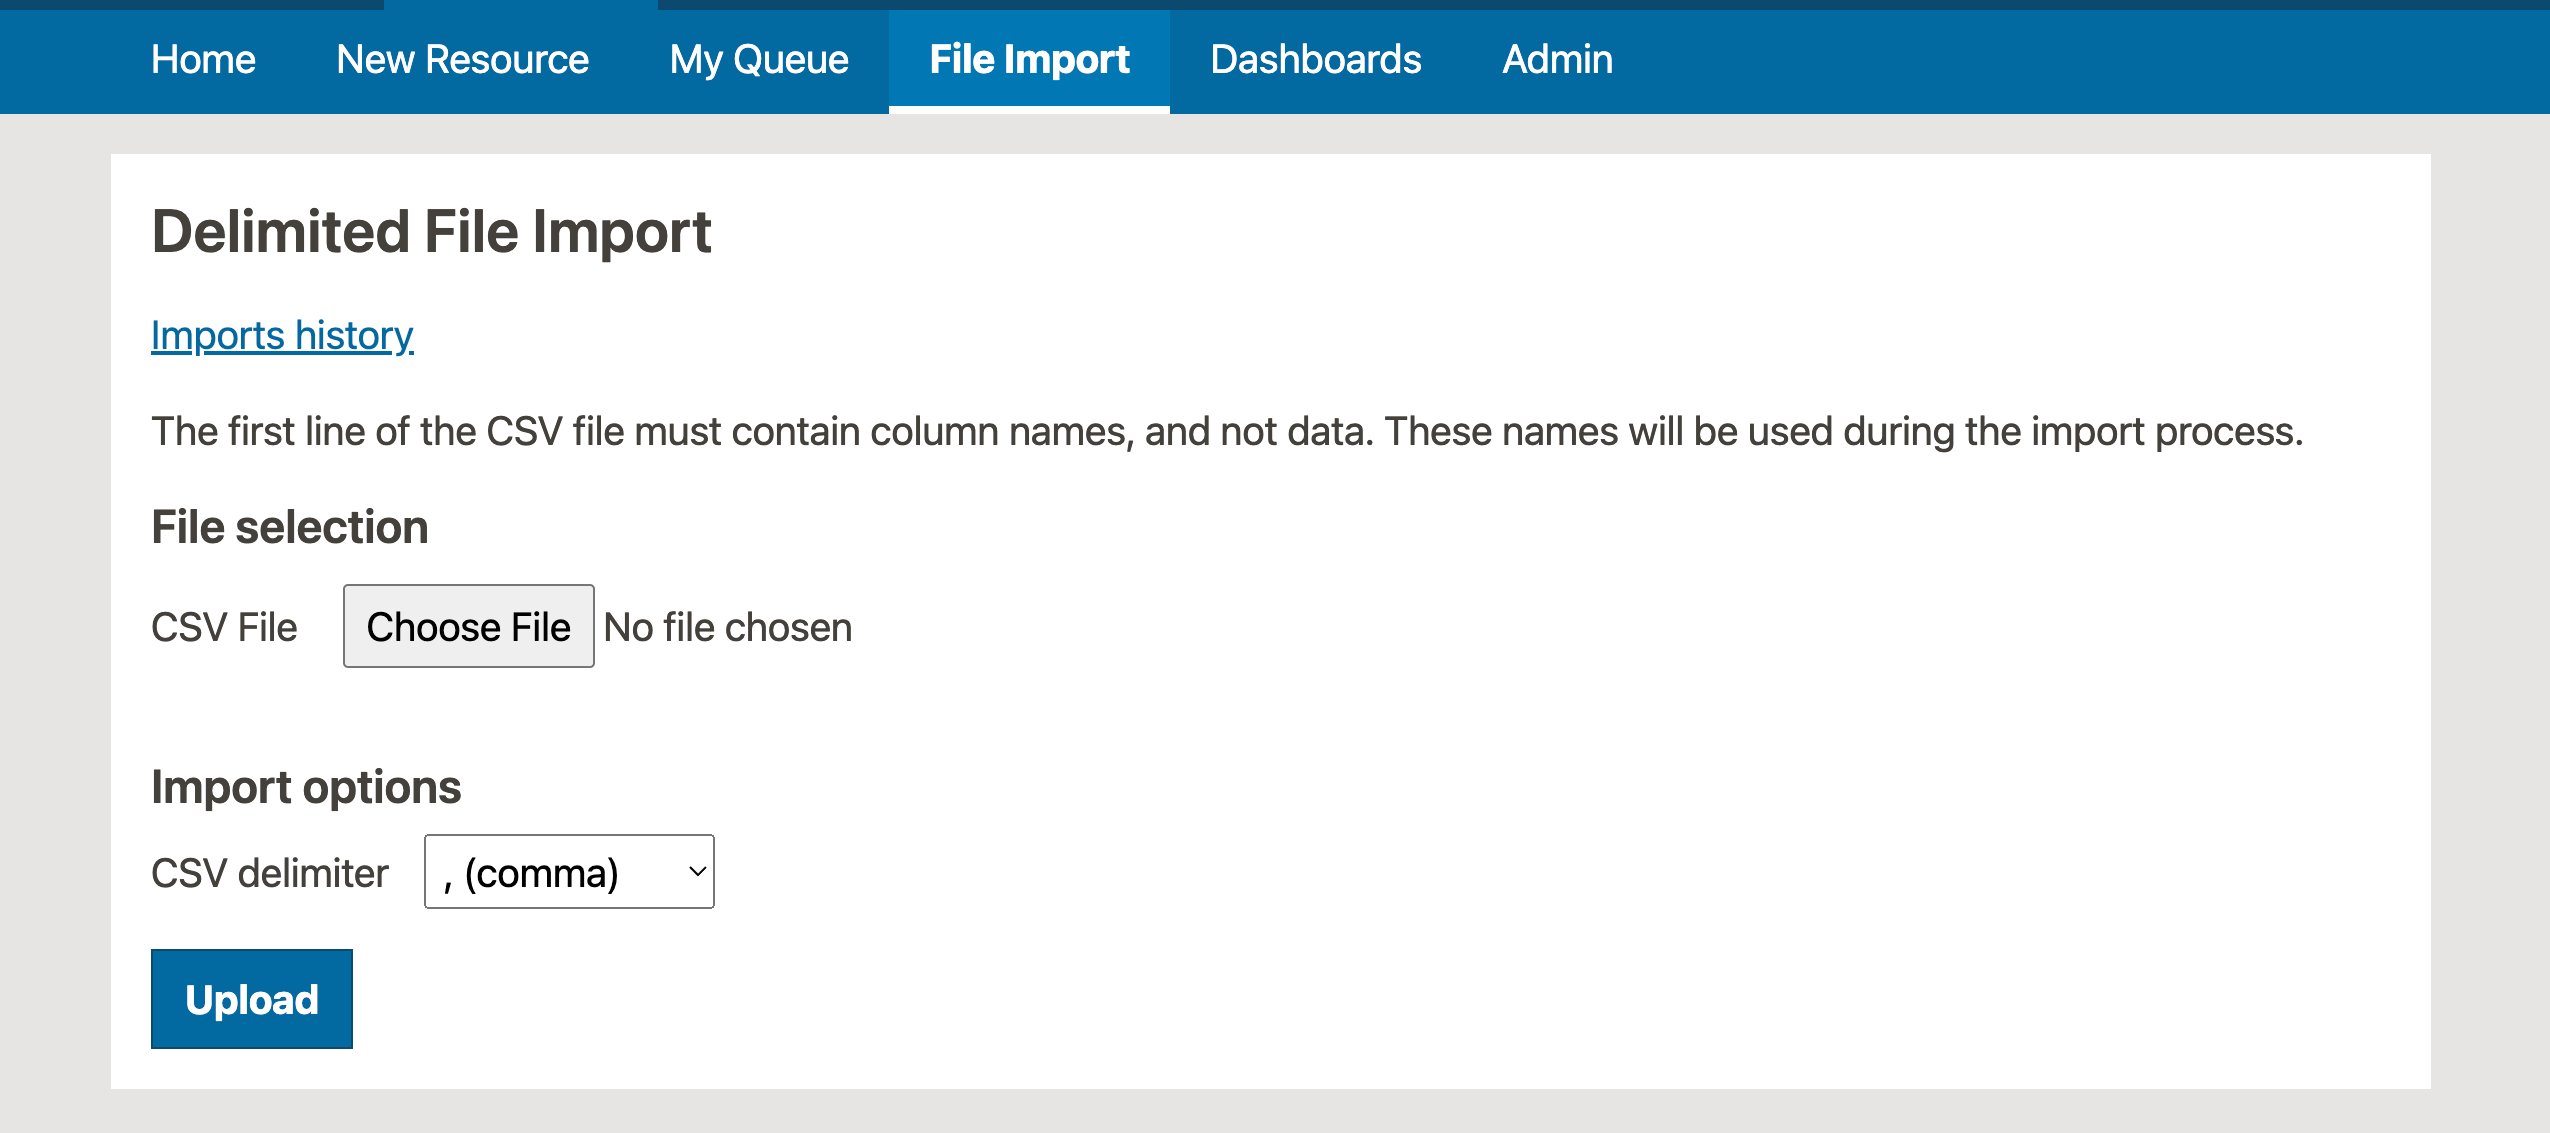 Home New Resource My Queue File Import Dashboards Admin
Delimited File Import
Imports history
The first line of the CSV file must contain column names, and not data. These names will be used during the import process.
File selection
CSV File Choose File No file chosen
Import options
CSV delimiter , (comma)
Upload